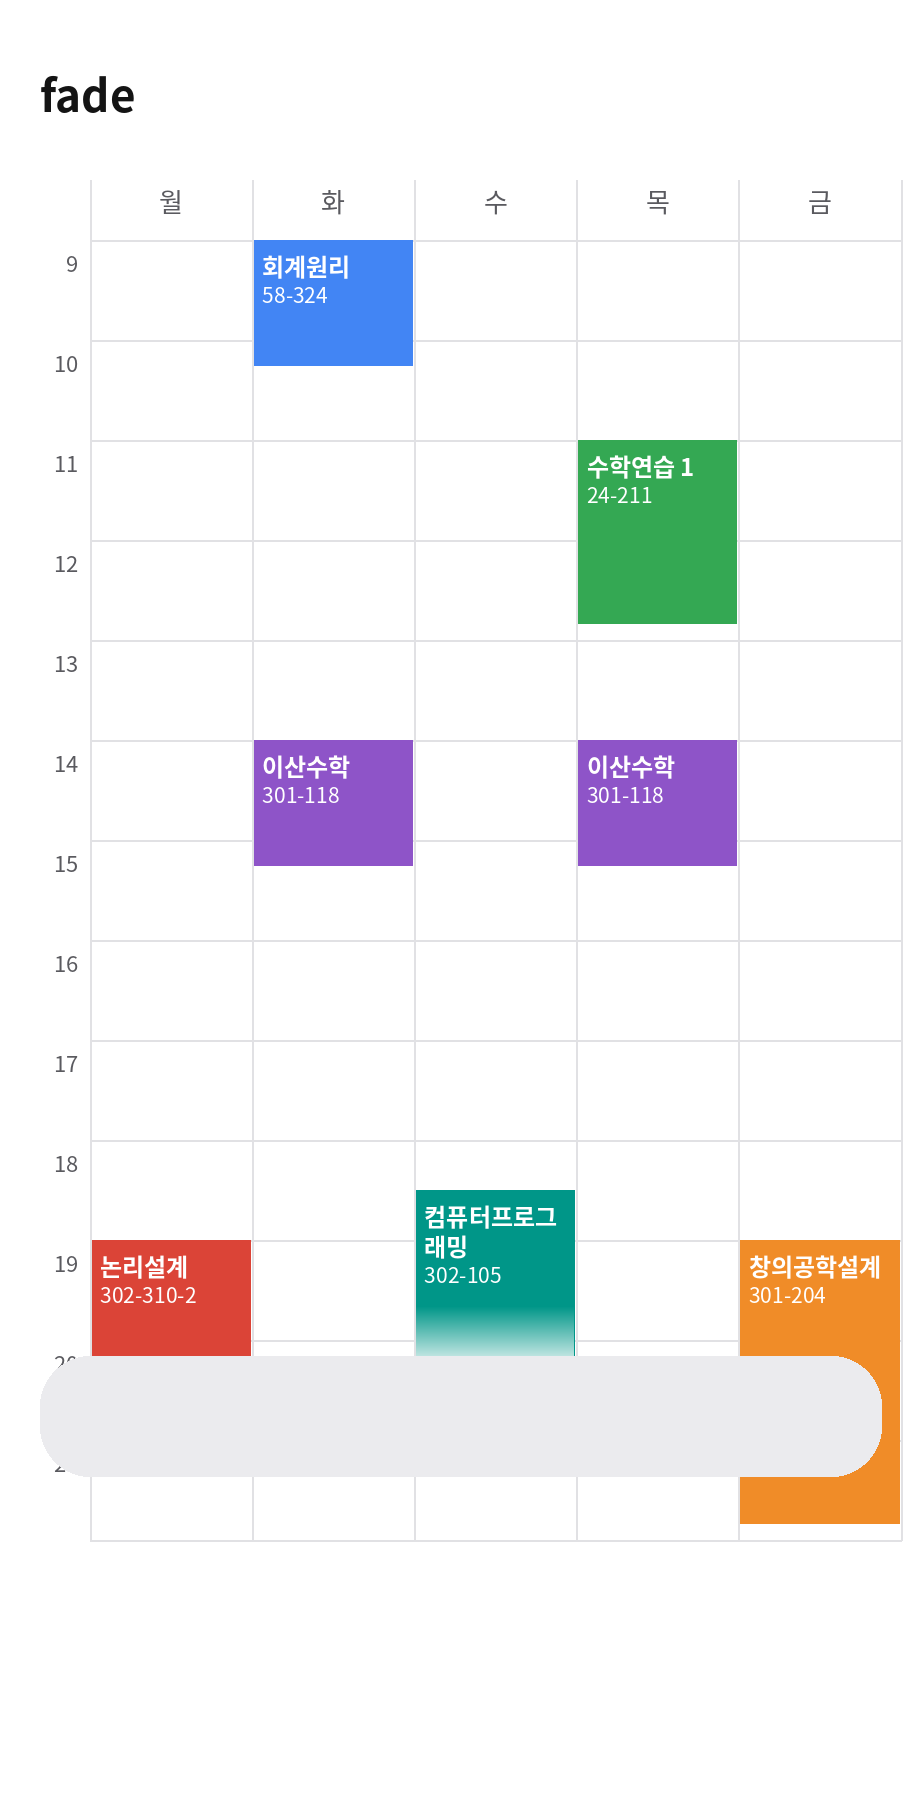 fade
월 화 수 목 금
9
회계원리
58-324
10
11
수학연습 1
24-211
12
13
14
이산수학
301-118
이산수학
301-118
15
16
17
18
컴퓨터프로그
래밍
302-105
19
논리설계
302-310-2
창의공학설계
301-204